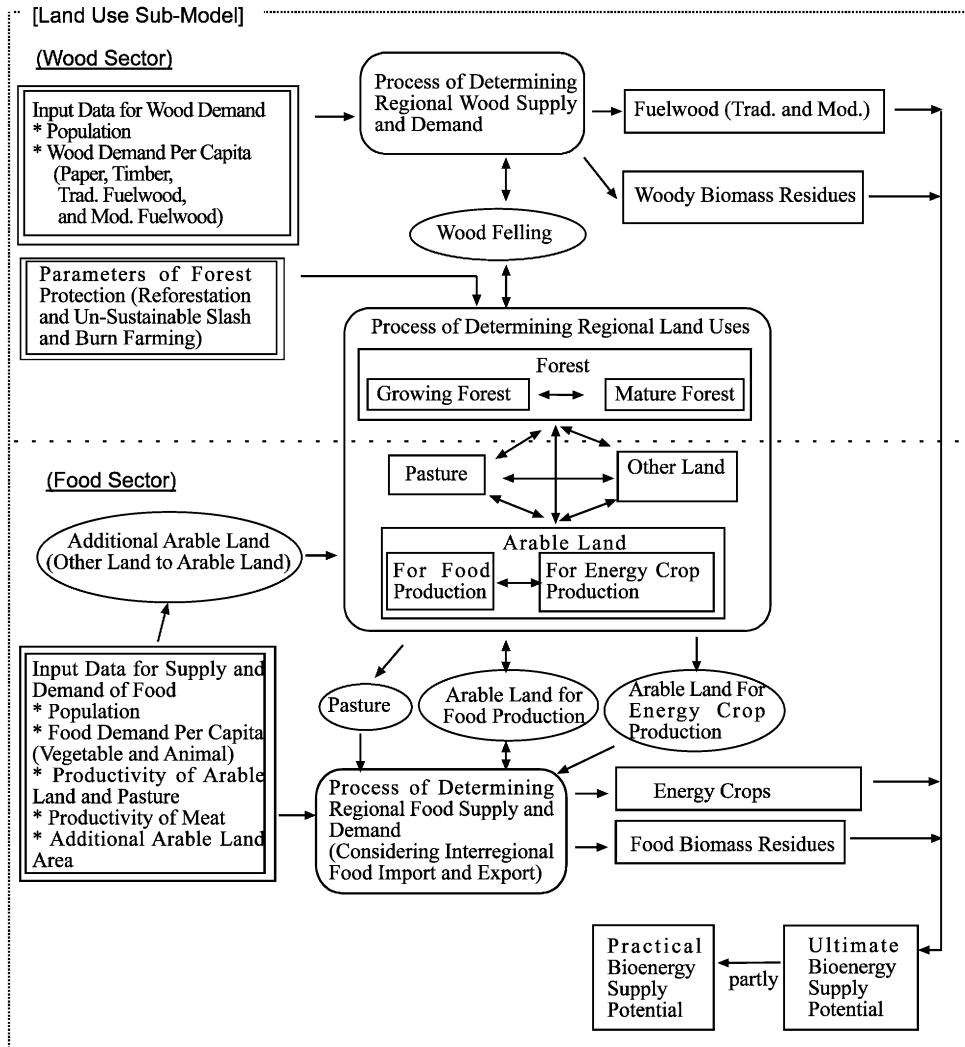 [Land Use Sub-Model]
(Wood Sector)
Input Data for Wood Demand
* Population
* Wood Demand Per Capita
(Paper, Timber,
Trad. Fuelwood,
and Mod. Fuelwood)
Process of Determining
Regional Wood Supply
and Demand
Fuelwood (Trad. and Mod.)
Woody Biomass Residues
Wood Felling
Parameters of Forest
Protection (Reforestation
and Un-Sustainable Slash
and Burn Farming)
Process of Determining Regional Land Uses
Forest
Growing Forest
Mature Forest
Pasture
Other Land
Arable Land
For Food
Production
For Energy Crop
Production
(Food Sector)
Additional Arable Land
(Other Land to Arable Land)
Input Data for Supply and
Demand of Food
* Population
* Food Demand Per Capita
(Vegetable and Animal)
* Productivity of Arable
Land and Pasture
* Productivity of Meat
* Additional Arable Land
Area
Pasture
Arable Land for
Food Production
Arable Land For
Energy Crop
Production
Process of Determining
Regional Food Supply and
Demand
(Considering Interregional
Food Import and Export)
Energy Crops
Food Biomass Residues
Practical
Bioenergy
Supply
Potential
partly
Ultimate
Bioenergy
Supply
Potential